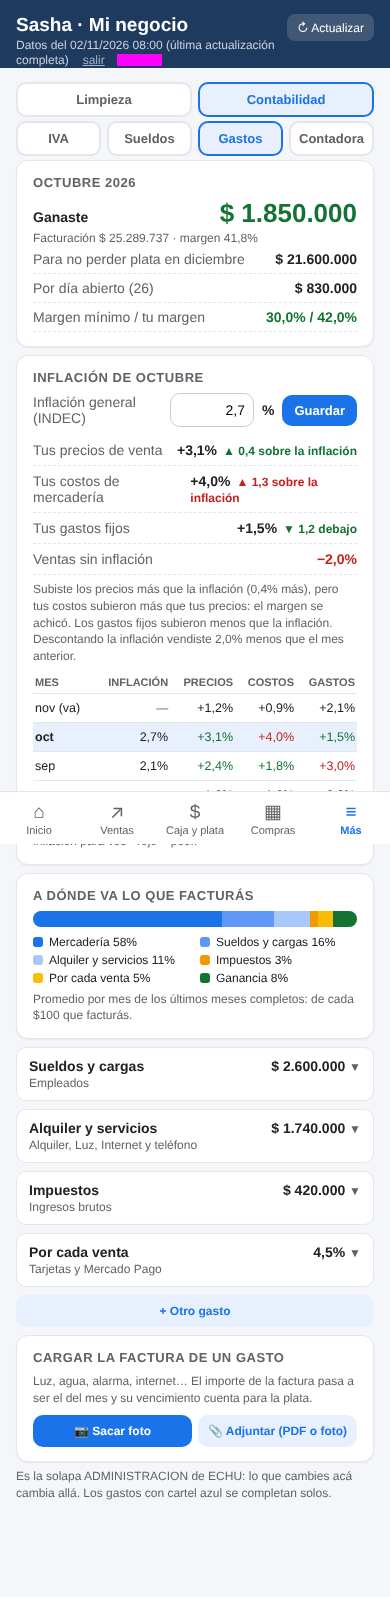 Sasha · Mi negocio
Datos del 02/11/2026 08:00 (última actualización
completa) salir
Actualizar
Limpieza
Contabilidad
IVA
Sueldos
Gastos
Contadora
OCTUBRE 2026
Ganaste $ 1.850.000
Facturación $ 25.289.737 · margen 41,8%
Para no perder plata en diciembre $ 21.600.000
Por día abierto (26) $ 830.000
Margen mínimo / tu margen 30,0% / 42,0%
INFLACIÓN DE OCTUBRE
Inflación general
(INDEC)
2,7 % Guardar
Tus precios de venta +3,1% ▲ 0,4 sobre la inflación
Tus costos de
mercadería
+4,0% ▲ 1,3 sobre la
inflación
Tus gastos fijos +1,5% ▼ 1,2 debajo
Ventas sin inflación −2,0%
Subiste los precios más que la inflación (0,4% más), pero
tus costos subieron más que tus precios: el margen se
achicó. Los gastos fijos subieron menos que la inflación.
Descontando la inflación vendiste 2,0% menos que el mes
anterior.
MES INFLACIÓN PRECIOS COSTOS GASTOS
nov (va) — +1,2% +0,9% +2,1%
oct 2,7% +3,1% +4,0% +1,5%
sep 2,1% +2,4% +1,8% +3,0%
Inicio
Ventas
Caja y plata
Compras
Más
A DÓNDE VA LO QUE FACTURÁS
Mercadería 58% Sueldos y cargas 16%
Alquiler y servicios 11% Impuestos 3%
Por cada venta 5% Ganancia 8%
Promedio por mes de los últimos meses completos: de cada
$100 que facturás.
Sueldos y cargas $ 2.600.000 ▼
Empleados
Alquiler y servicios $ 1.740.000 ▼
Alquiler, Luz, Internet y teléfono
Impuestos $ 420.000 ▼
Ingresos brutos
Por cada venta 4,5% ▼
Tarjetas y Mercado Pago
+ Otro gasto
CARGAR LA FACTURA DE UN GASTO
Luz, agua, alarma, internet… El importe de la factura pasa a
ser el del mes y su vencimiento cuenta para la plata.
Sacar foto
Adjuntar (PDF o foto)
Es la solapa ADMINISTRACION de ECHU: lo que cambies acá
cambia allá. Los gastos con cartel azul se completan solos.